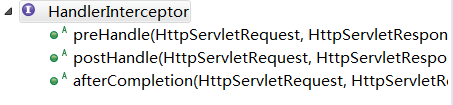 HandlerInterceptor
A preHandle(HttpServletRequest, HttpServletRespon
A postHandle(HttpServletRequest, HttpServletRespo
A afterCompletion(HttpServletRequest, HttpServletRe